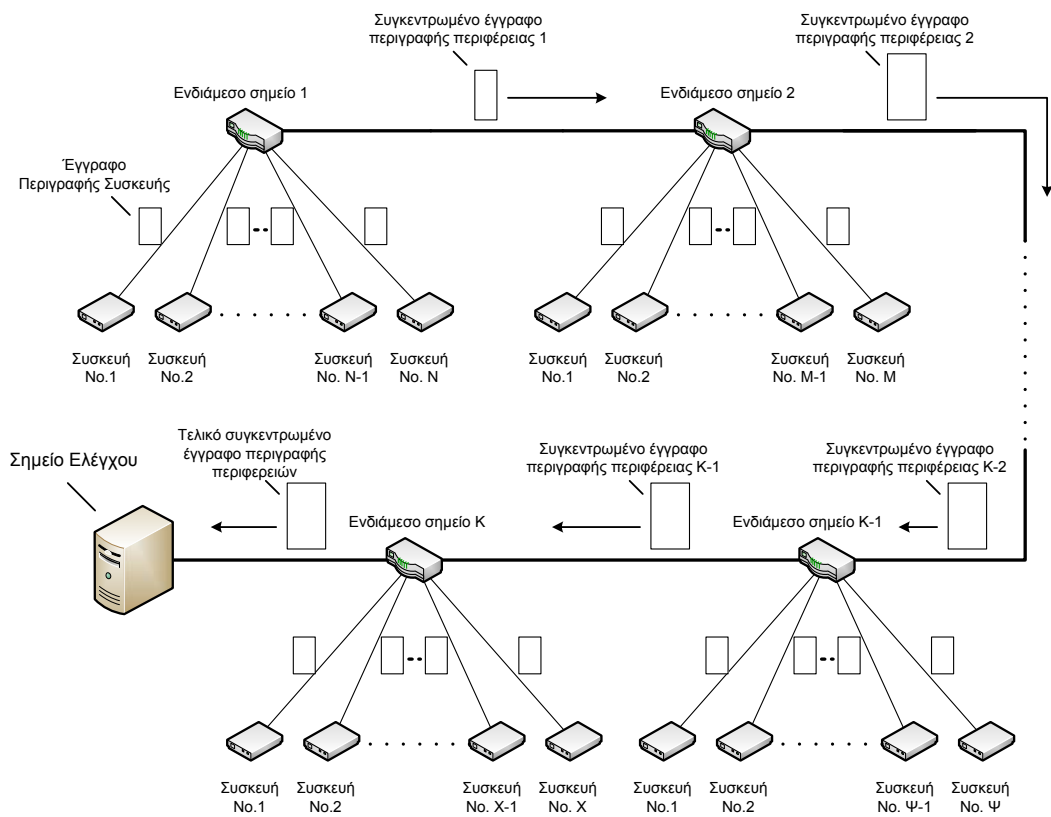 Συγκεντρωμένο έγγραφο
περιγραφής περιφέρειας 1
Συγκεντρωμένο έγγραφο
περιγραφής περιφέρειας 2
Ενδιάμεσο σημείο 1
Ενδιάμεσο σημείο 2
Έγγραφο
Περιγραφής Συσκευής
Συσκευή
No.1
Συσκευή
No.2
Συσκευή
No. N-1
Συσκευή
No. N
Συσκευή
No.1
Συσκευή
No.2
Συσκευή
No. M-1
Συσκευή
No. M
Σημείο Ελέγχου
Τελικό συγκεντρωμένο
έγγραφο περιγραφής
περιφερειών
Συγκεντρωμένο έγγραφο
περιγραφής περιφέρειας K-1
Συγκεντρωμένο έγγραφο
περιγραφής περιφέρειας K-2
Ενδιάμεσο σημείο K
Ενδιάμεσο σημείο K-1
Συσκευή
No.1
Συσκευή
No.2
Συσκευή
No. X-1
Συσκευή
No. X
Συσκευή
No.1
Συσκευή
No.2
Συσκευή
No. Ψ-1
Συσκευή
No. Ψ